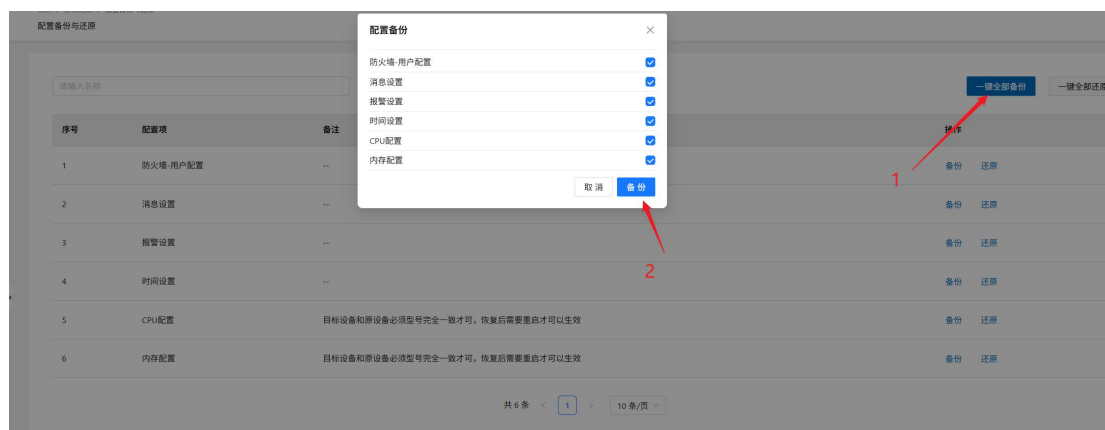 配置备份与还原
配置备份
防火墙-用户配置
消息设置
报警设置
时间设置
CPU配置
内存配置
取 消 备 份
请输入名称
一键全部备份 一键全部还原
1
序号 配置项 备注 操作
1 防火墙-用户配置 -- 备份 还原
2 消息设置 -- 备份 还原
2
3 报警设置 -- 备份 还原
4 时间设置 -- 备份 还原
5 CPU配置 目标设备和原设备必须型号完全一致才可，恢复后需要重启才可以生效 备份 还原
6 内存配置 目标设备和原设备必须型号完全一致才可，恢复后需要重启才可以生效 备份 还原
共 6 条 < 1 > 10 条/页